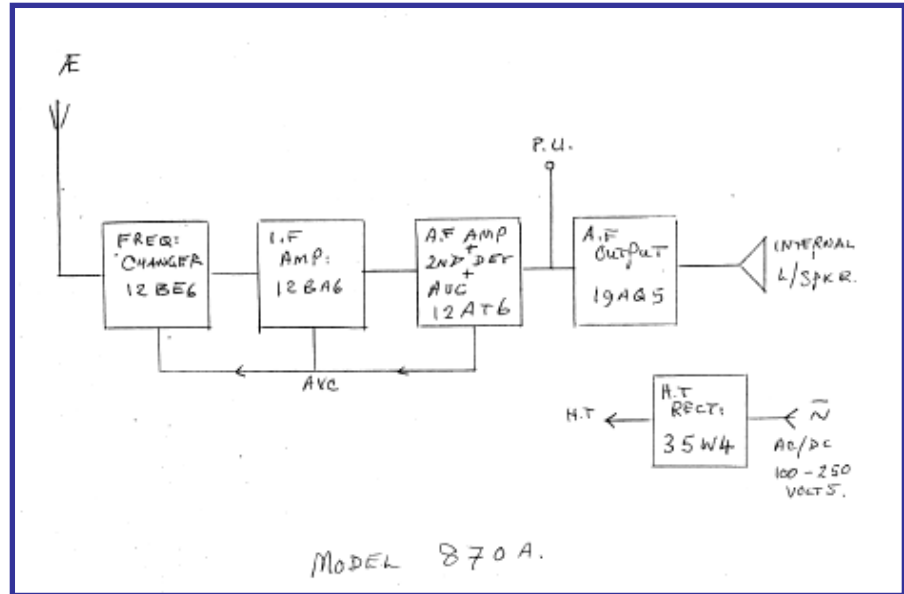 Æ
P.U.
FREQ:
CHANGER
12BE6
I.F
AMP:
12BA6
A.F AMP
+
2ND DET
+
AVC
12AT6
A.F
OUTPUT
19AQ5
INTERNAL
L/SPKR.
AVC
H.T
H.T
RECT:
35W4
AC/DC
100-250
VOLTS.
MODEL 870A.